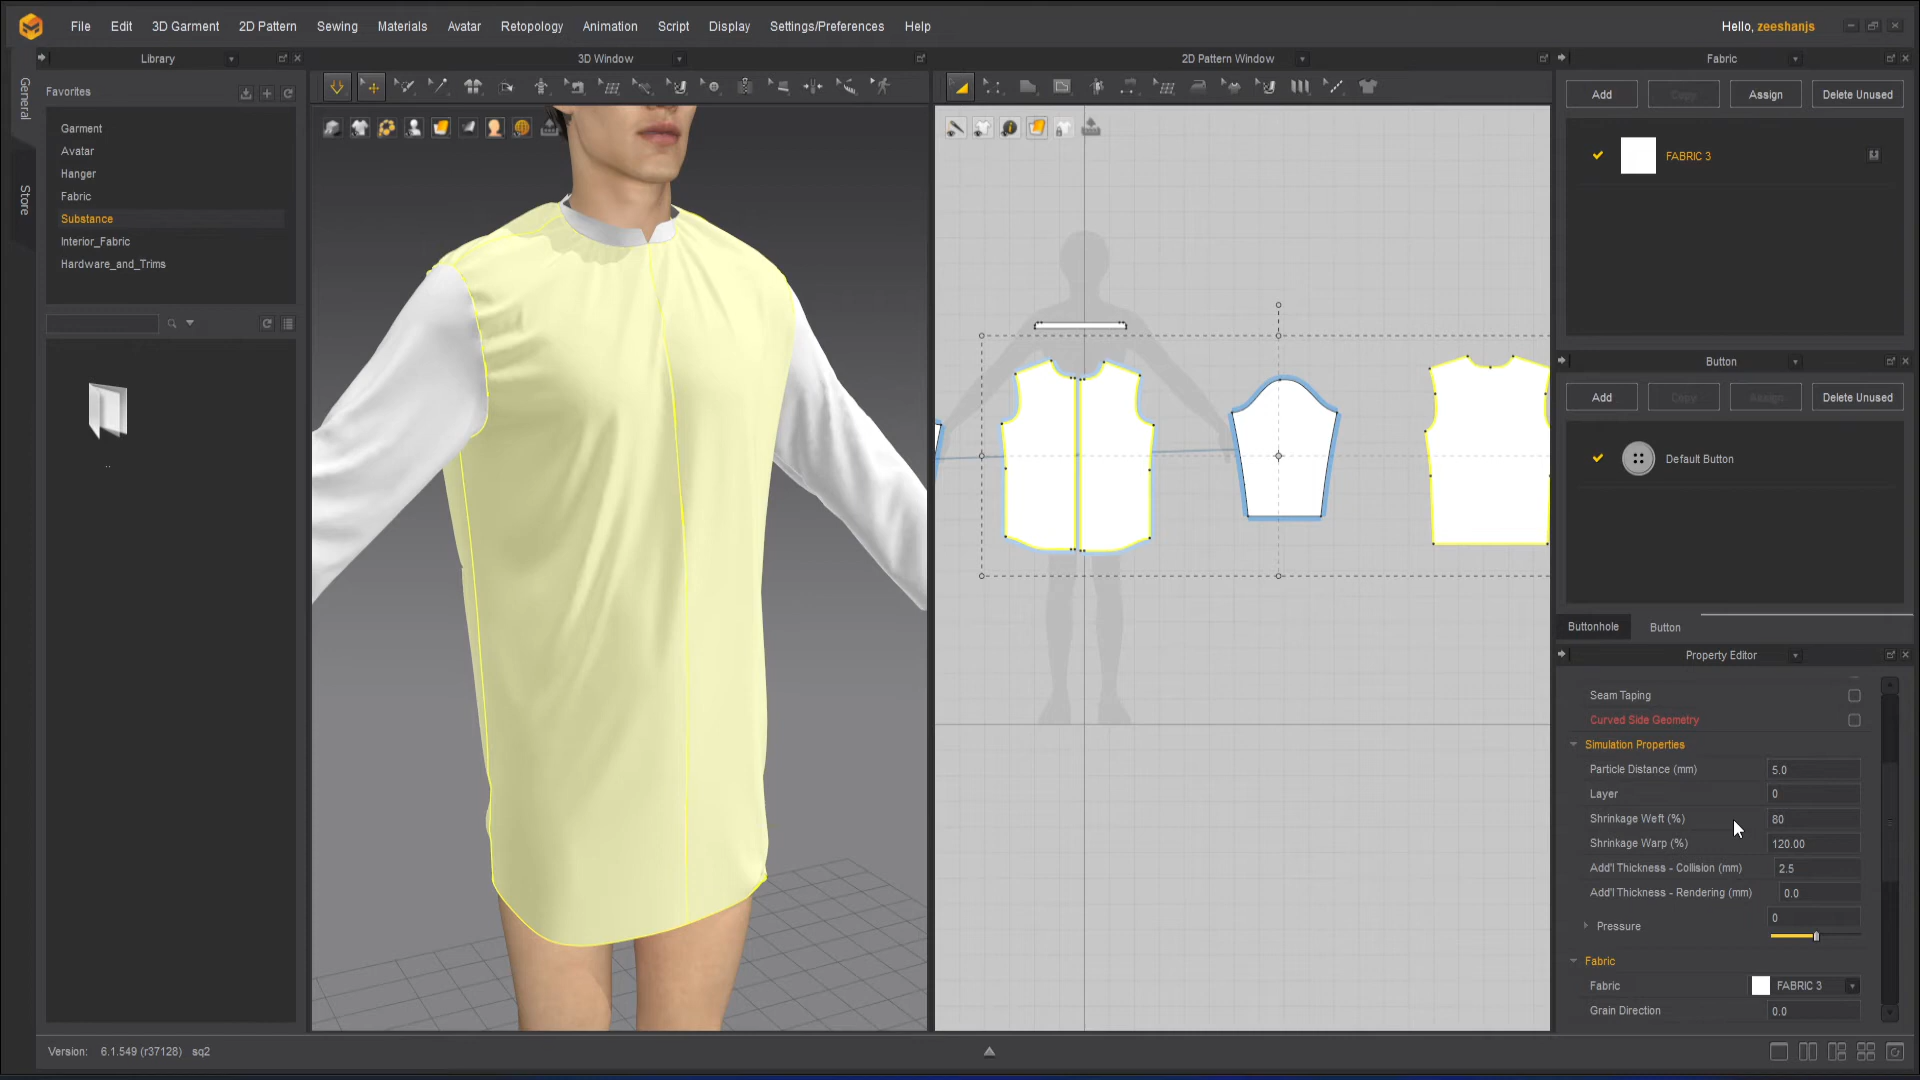 File Edit 3D Garment 2D Pattern Sewing Materials Avatar Retopology Animation Script Display Settings/Preferences Help Hello, zeeshanjs
Library 3D Window 2D Pattern Window Fabric
General
Store
Favorites
Garment
Avatar
Hanger
Fabric
Substance
Interior_Fabric
Hardware_and_Trims
..
Add Copy Assign Delete Unused
FABRIC 3
Button
Add Copy Assign Delete Unused
Default Button
Buttonhole Button
Property Editor
Seam Taping
Curved Side Geometry
Simulation Properties
Particle Distance (mm) 5.0
Layer 0
Shrinkage Weft (%) 80
Shrinkage Warp (%) 120.00
Add'l Thickness - Collision (mm) 2.5
Add'l Thickness - Rendering (mm) 0.0
Pressure 0
Fabric
Fabric FABRIC 3
Grain Direction 0.0
Version: 6.1.549 (r37128) sq2